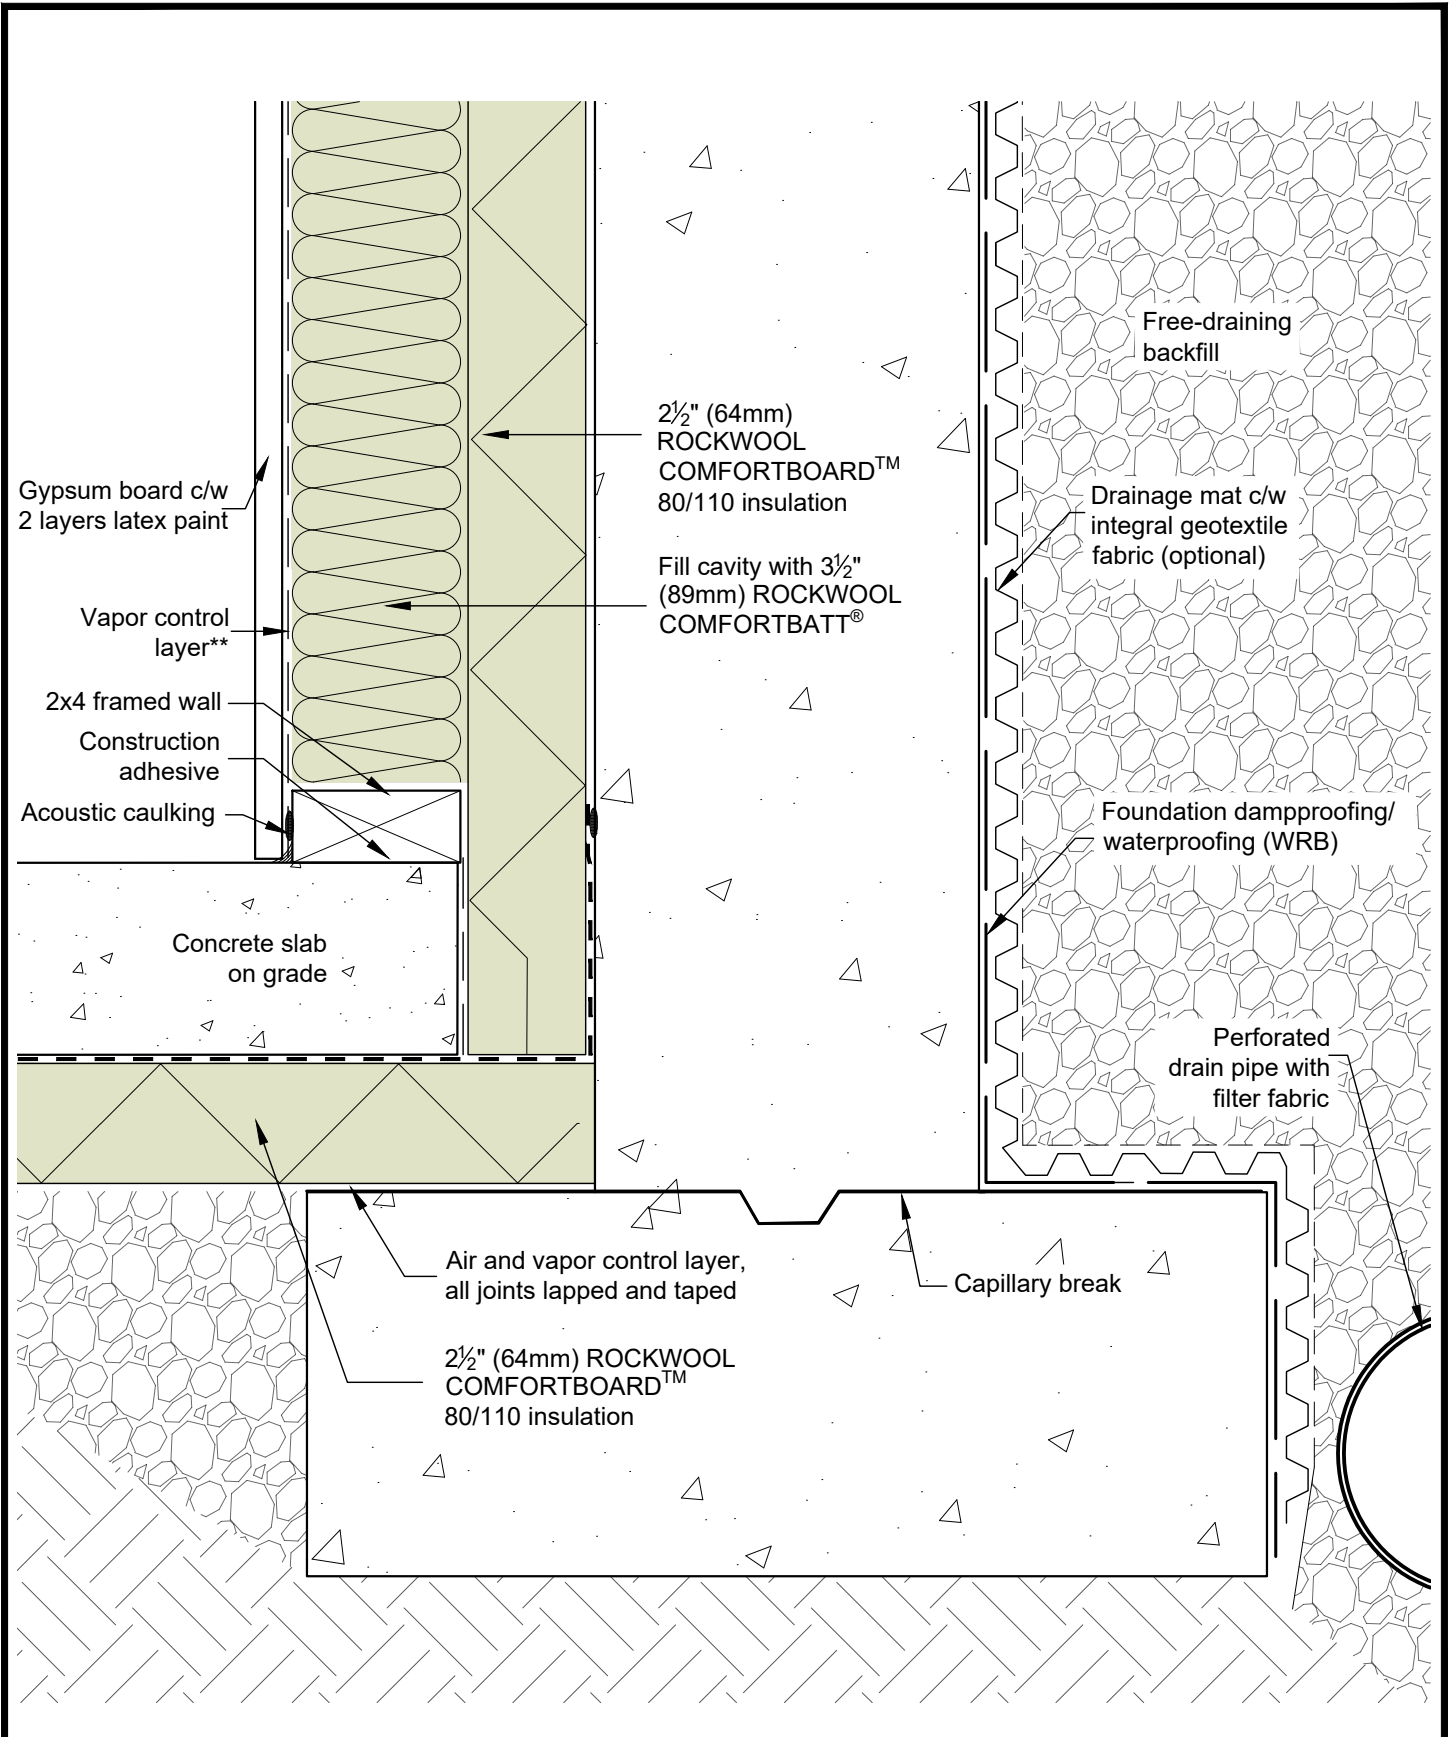 Free-draining
backfill
2½" (64mm)
ROCKWOOL
COMFORTBOARD™
80/110 insulation
Gypsum board c/w
2 layers latex paint
Drainage mat c/w
integral geotextile
fabric (optional)
Fill cavity with 3½"
(89mm) ROCKWOOL
COMFORTBATT®
Vapor control
layer**
2x4 framed wall
Construction
adhesive
Acoustic caulking
Foundation dampproofing/
waterproofing (WRB)
Concrete slab
on grade
Perforated
drain pipe with
filter fabric
Air and vapor control layer,
all joints lapped and taped
Capillary break
2½" (64mm) ROCKWOOL
COMFORTBOARD™
80/110 insulation